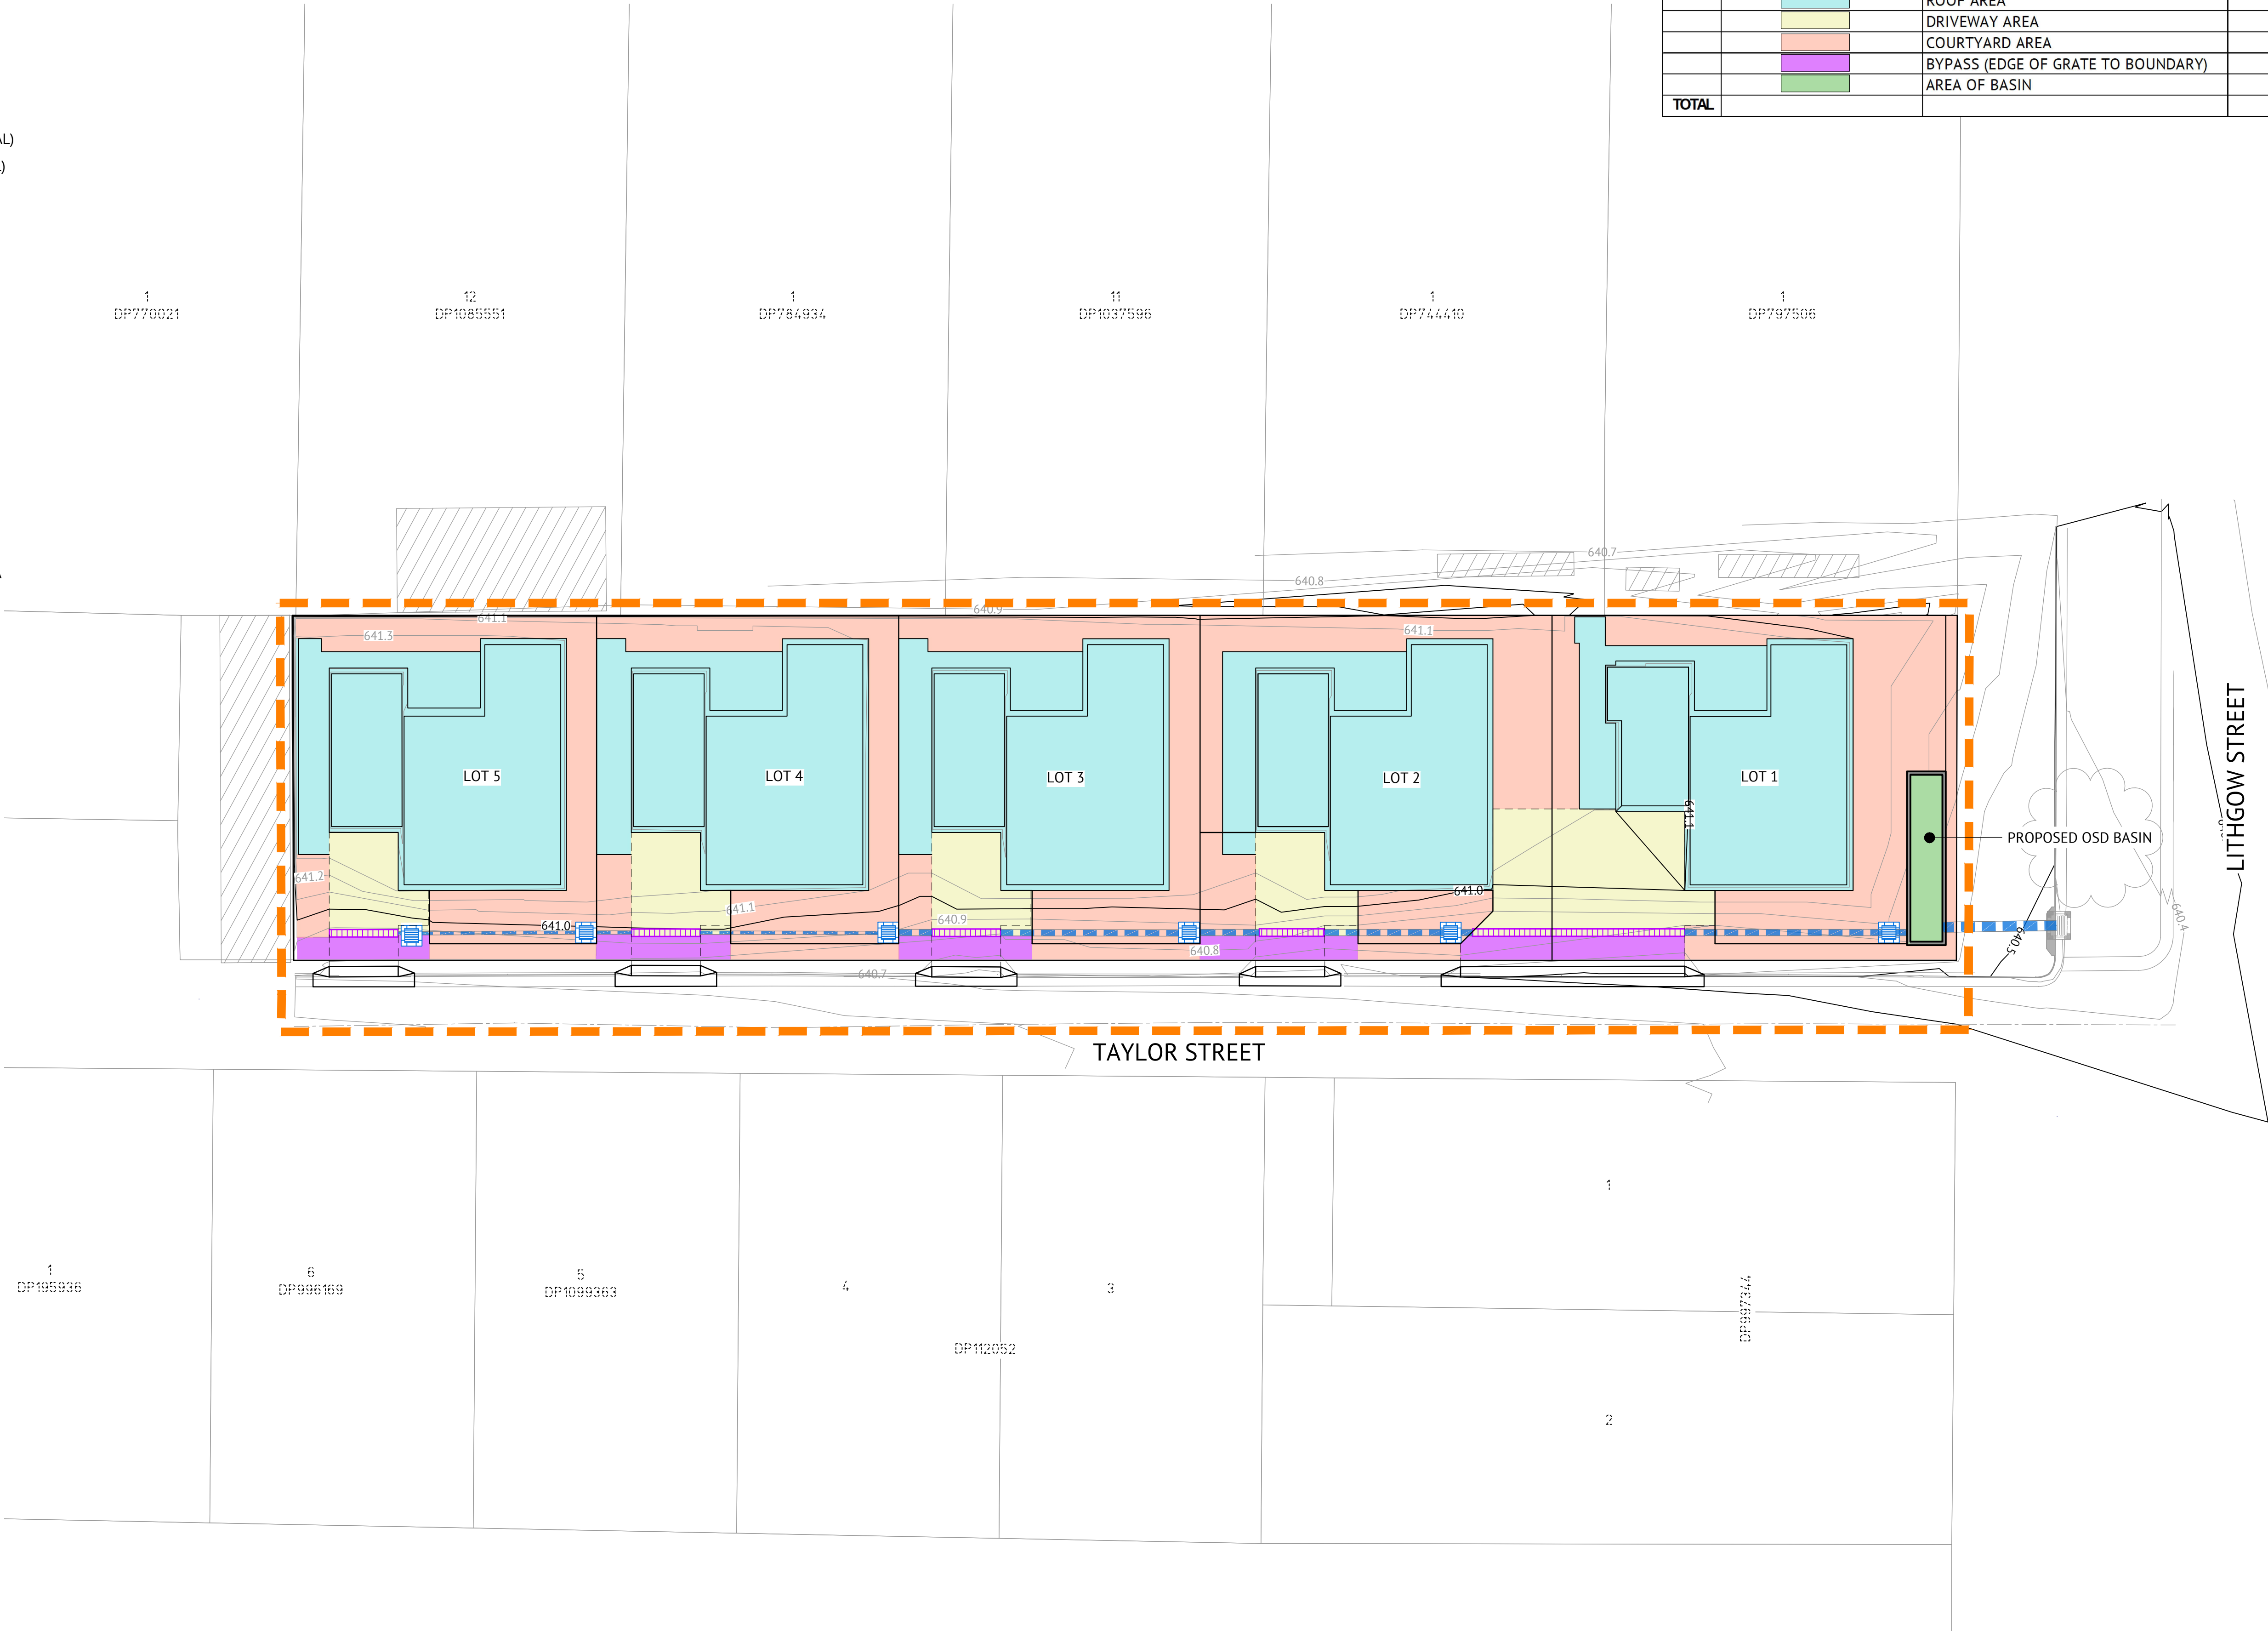 ROOF AREA
DRIVEWAY AREA
COURTYARD AREA
BYPASS (EDGE OF GRATE TO BOUNDARY)
AREA OF BASIN
TOTAL
AL)
1
DP770021
12
DP1085551
1
DP784934
11
DP1037596
1
DP744410
1
DP797506
640.7
640.8
640.9
641.1
641.3
641.1
LOT 5
LOT 4
LOT 3
LOT 2
LOT 1
641.1
PROPOSED OSD BASIN
LITHGOW STREET
641.2
641.0
641.1
640.9
641.0
640.8
640.7
640.5
640.4
TAYLOR STREET
1
DP195936
6
DP996169
5
DP1099363
4
3
DP112052
1
DP997344
2